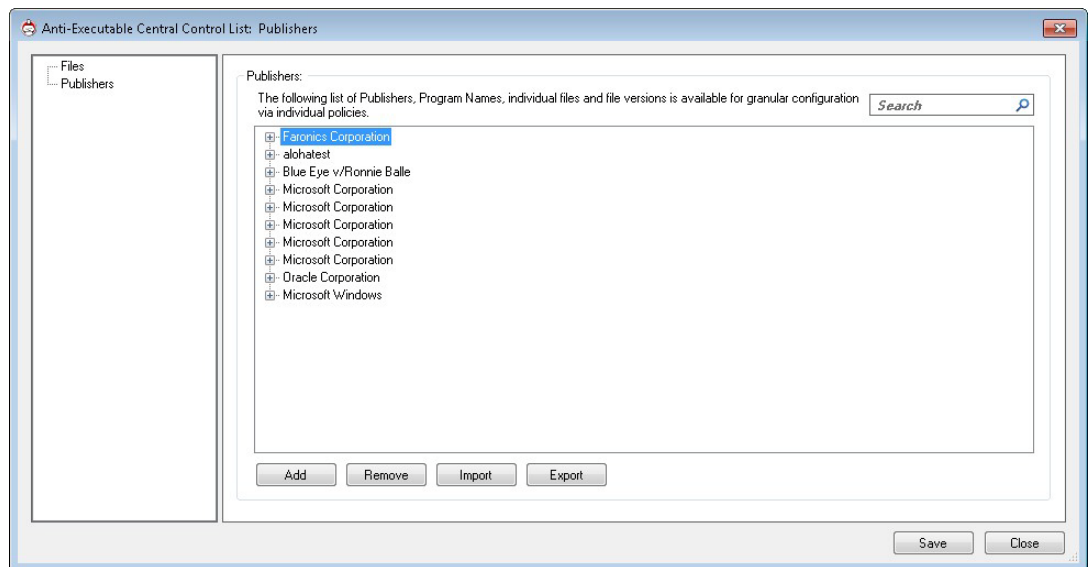 Anti-Executable Central Control List: Publishers
Files
Publishers
Publishers:
The following list of Publishers, Program Names, individual files and file versions is available for granular configuration
via individual policies.
Search
Faronics Corporation
alohatest
Blue Eye v/Ronnie Balle
Microsoft Corporation
Microsoft Corporation
Microsoft Corporation
Microsoft Corporation
Microsoft Corporation
Oracle Corporation
Microsoft Windows
Add Remove Import Export
Save Close